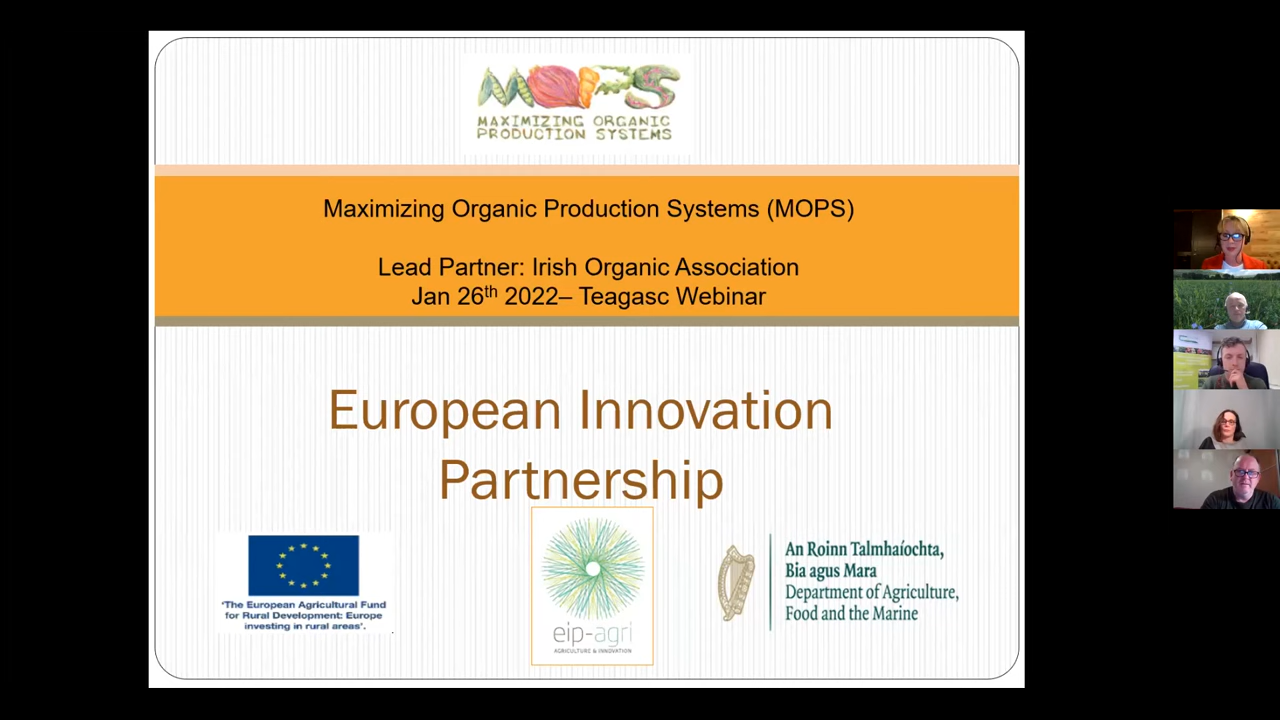 MOPS
MAXIMIZING ORGANIC
PRODUCTION SYSTEMS
Maximizing Organic Production Systems (MOPS)
Lead Partner: Irish Organic Association
Jan 26th 2022– Teagasc Webinar
European Innovation
Partnership
'The European Agricultural Fund
for Rural Development: Europe
investing in rural areas'.
eip-agri
AGRICULTURE & INNOVATION
An Roinn Talmhaíochta,
Bia agus Mara
Department of Agriculture,
Food and the Marine